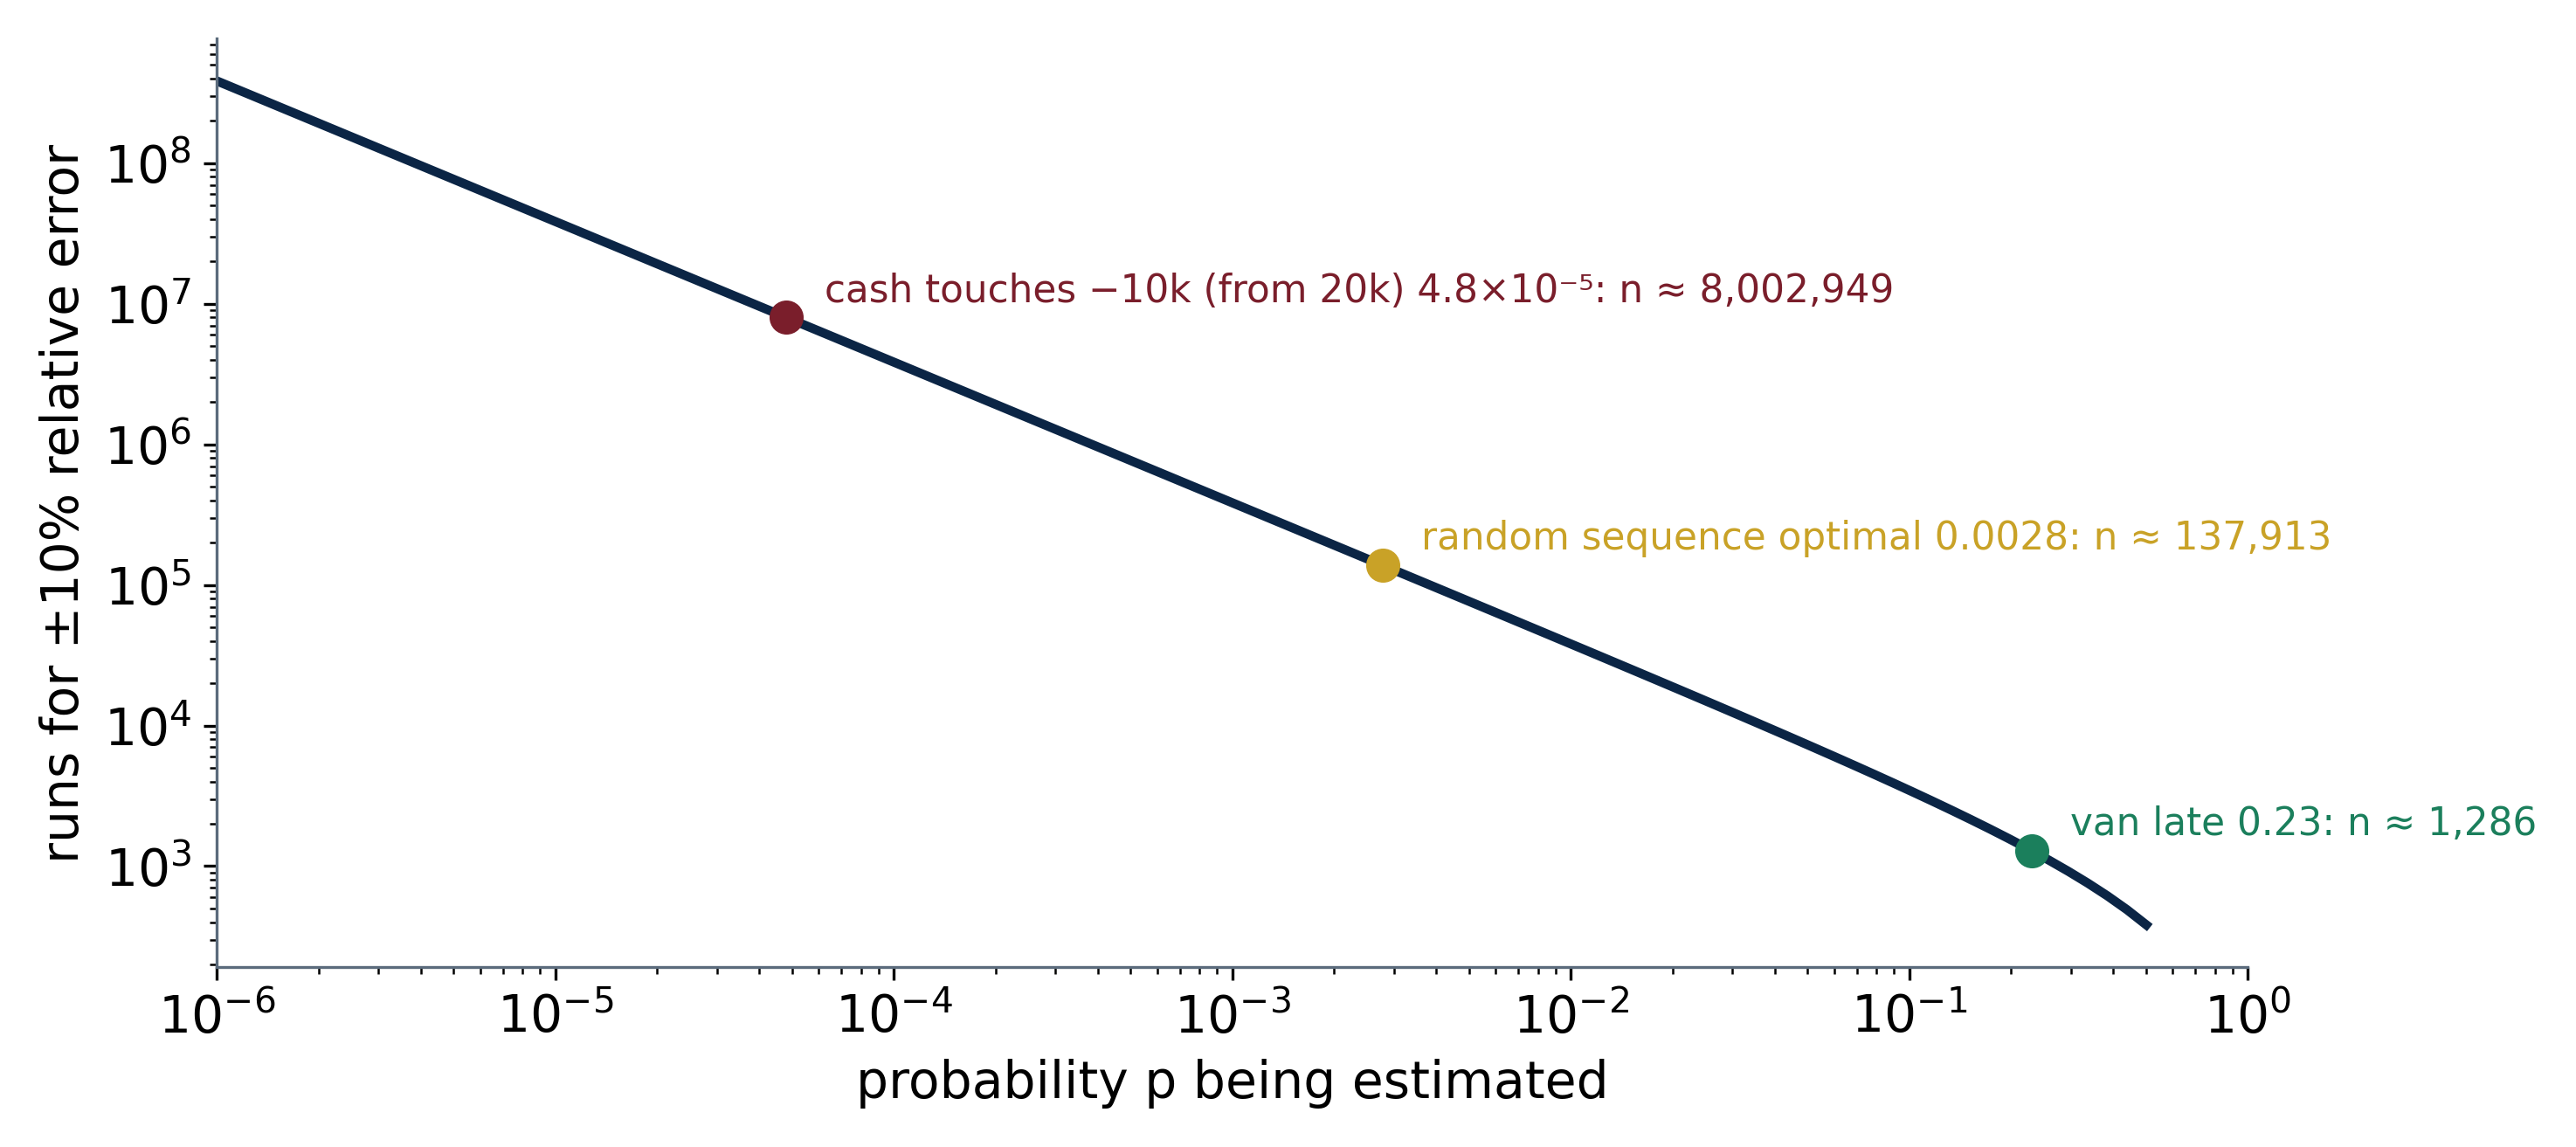 runs for ±10% relative error
10⁸
10⁷
10⁶
10⁵
10⁴
10³
cash touches −10k (from 20k) 4.8×10⁻⁵: n ≈ 8,002,949
random sequence optimal 0.0028: n ≈ 137,913
van late 0.23: n ≈ 1,286
10⁻⁶ 10⁻⁵ 10⁻⁴ 10⁻³ 10⁻² 10⁻¹ 10⁰
probability p being estimated